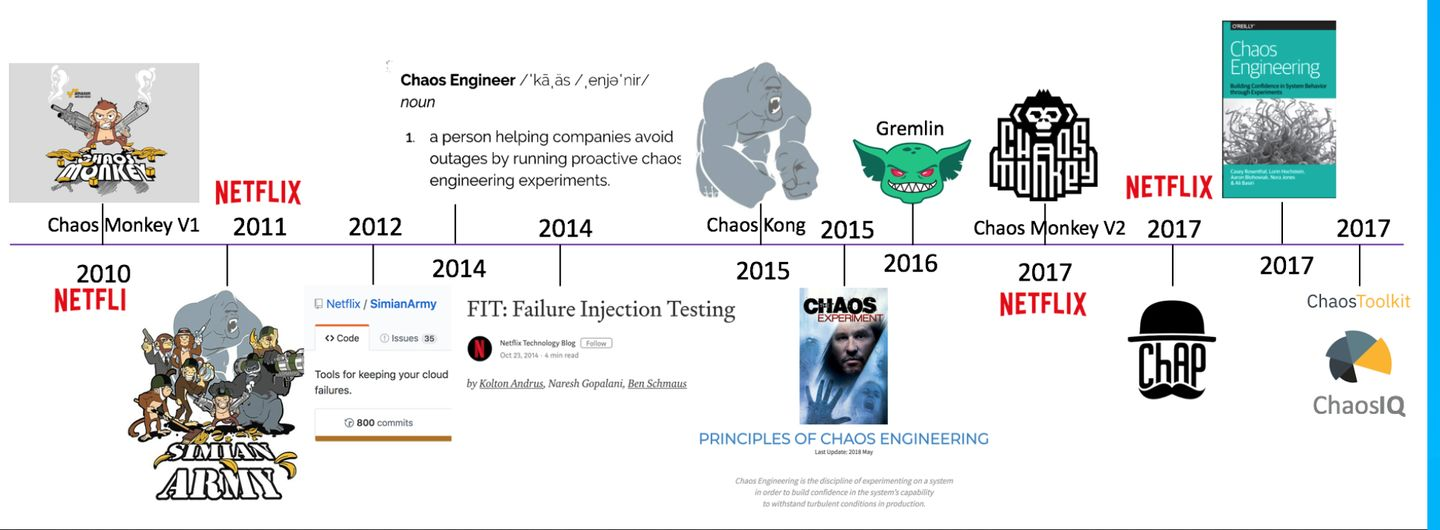 amazon
CHAOS
MONKEY
Chaos Monkey V1
2010
NETFLI
NETFLIX
2011
SIMIAN
ARMY
2012
Netflix / SimianArmy
Code
Issues 35
Tools for keeping your cloud
failures.
800 commits
Chaos Engineer /ˈkāˌäs /ˌenjəˈnir/
noun
1. a person helping companies avoid
outages by running proactive chaos
engineering experiments.
2014
2014
FIT: Failure Injection Testing
Netflix Technology Blog Follow
Oct 23, 2014 · 4 min read
by Kolton Andrus, Naresh Gopalani, Ben Schmaus
Chaos Kong
2015
2015
CHAOS
EXPERIMENT
PRINCIPLES OF CHAOS ENGINEERING
Last Update: 2018 May
Chaos Engineering is the discipline of experimenting on a system
in order to build confidence in the system's capability
to withstand turbulent conditions in production.
Gremlin
2016
CHAOS
MONKEY
Chaos Monkey V2
2017
NETFLIX
NETFLIX
2017
CHAP
O'REILLY
Chaos
Engineering
Building Confidence in System Behavior
through Experiments
Casey Rosenthal, Lorin Hochstein,
Aaron Blohowiak, Nora Jones
& Ali Basiri
2017
2017
ChaosToolkit
ChaosIQ